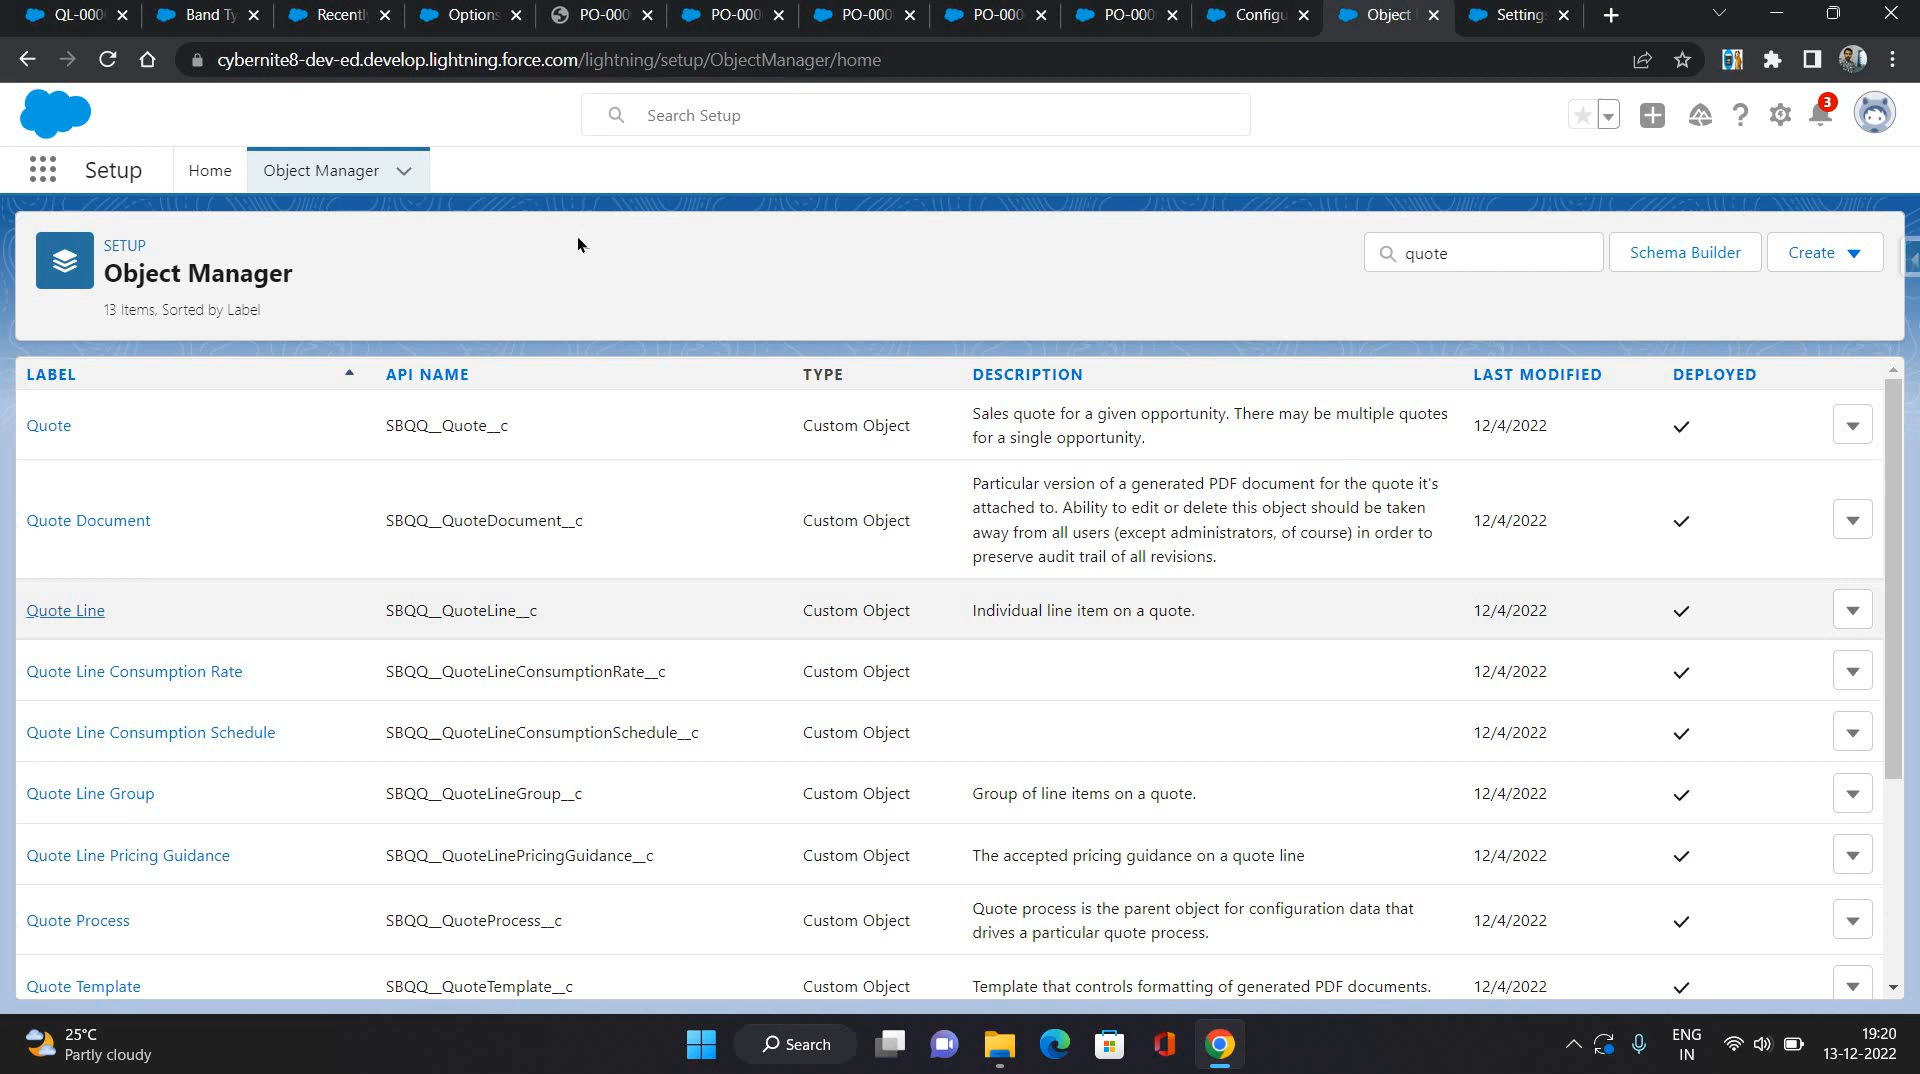 QL-000
Band Ty
Recentl
Options
PO-000
PO-000
PO-000
PO-000
PO-000
Configu
Object
Setting
cybernite8-dev-ed.develop.lightning.force.com/lightning/setup/ObjectManager/home
Search Setup
3
Setup
Home
Object Manager
SETUP
Object Manager
13 Items, Sorted by Label
quote
Schema Builder
Create
LABEL API NAME TYPE DESCRIPTION LAST MODIFIED DEPLOYED
Quote SBQQ__Quote__c Custom Object Sales quote for a given opportunity. There may be multiple quotes for a single opportunity. 12/4/2022
Quote Document SBQQ__QuoteDocument__c Custom Object Particular version of a generated PDF document for the quote it's attached to. Ability to edit or delete this object should be taken away from all users (except administrators, of course) in order to preserve audit trail of all revisions. 12/4/2022
Quote Line SBQQ__QuoteLine__c Custom Object Individual line item on a quote. 12/4/2022
Quote Line Consumption Rate SBQQ__QuoteLineConsumptionRate__c Custom Object 12/4/2022
Quote Line Consumption Schedule SBQQ__QuoteLineConsumptionSchedule__c Custom Object 12/4/2022
Quote Line Group SBQQ__QuoteLineGroup__c Custom Object Group of line items on a quote. 12/4/2022
Quote Line Pricing Guidance SBQQ__QuoteLinePricingGuidance__c Custom Object The accepted pricing guidance on a quote line 12/4/2022
Quote Process SBQQ__QuoteProcess__c Custom Object Quote process is the parent object for configuration data that drives a particular quote process. 12/4/2022
Quote Template SBQQ__QuoteTemplate__c Custom Object Template that controls formatting of generated PDF documents. 12/4/2022
25°C
Partly cloudy
Search
ENG
IN
19:20
13-12-2022